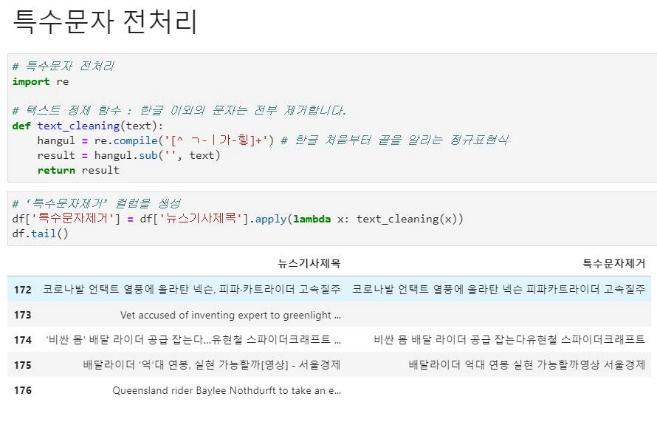 특수문자 전처리
# 특수문자 전처리
import re
# 텍스트 정제 함수 : 한글 이외의 문자는 전부 제거합니다.
def text_cleaning(text):
    hangul = re.compile('[^ ㄱ-ㅣ가-힣]+') # 한글 처음부터 끝을 알리는 정규표현식
    result = hangul.sub('', text)
    return result
# ‘특수문자제거’ 컬럼을 생성
df['특수문자제거'] = df['뉴스기사제목'].apply(lambda x: text_cleaning(x))
df.tail()
뉴스기사제목 특수문자제거
172 코로나발 언택트 열풍에 올라탄 넥슨, 피파·카트라이더 고속질주 코로나발 언택트 열풍에 올라탄 넥슨 피파카트라이더 고속질주
173 Vet accused of inventing expert to greenlight ...
174 '비싼 몸' 배달 라이더 공급 잡는다…유현철 스파이더크래프트 ... 비싼 몸 배달 라이더 공급 잡는다유현철 스파이더크래프트
175 배달라이더 '억'대 연봉, 실현 가능할까[영상] - 서울경제 배달라이더 억대 연봉 실현 가능할까영상 서울경제
176 Queensland rider Baylee Nothdurft to take an e...